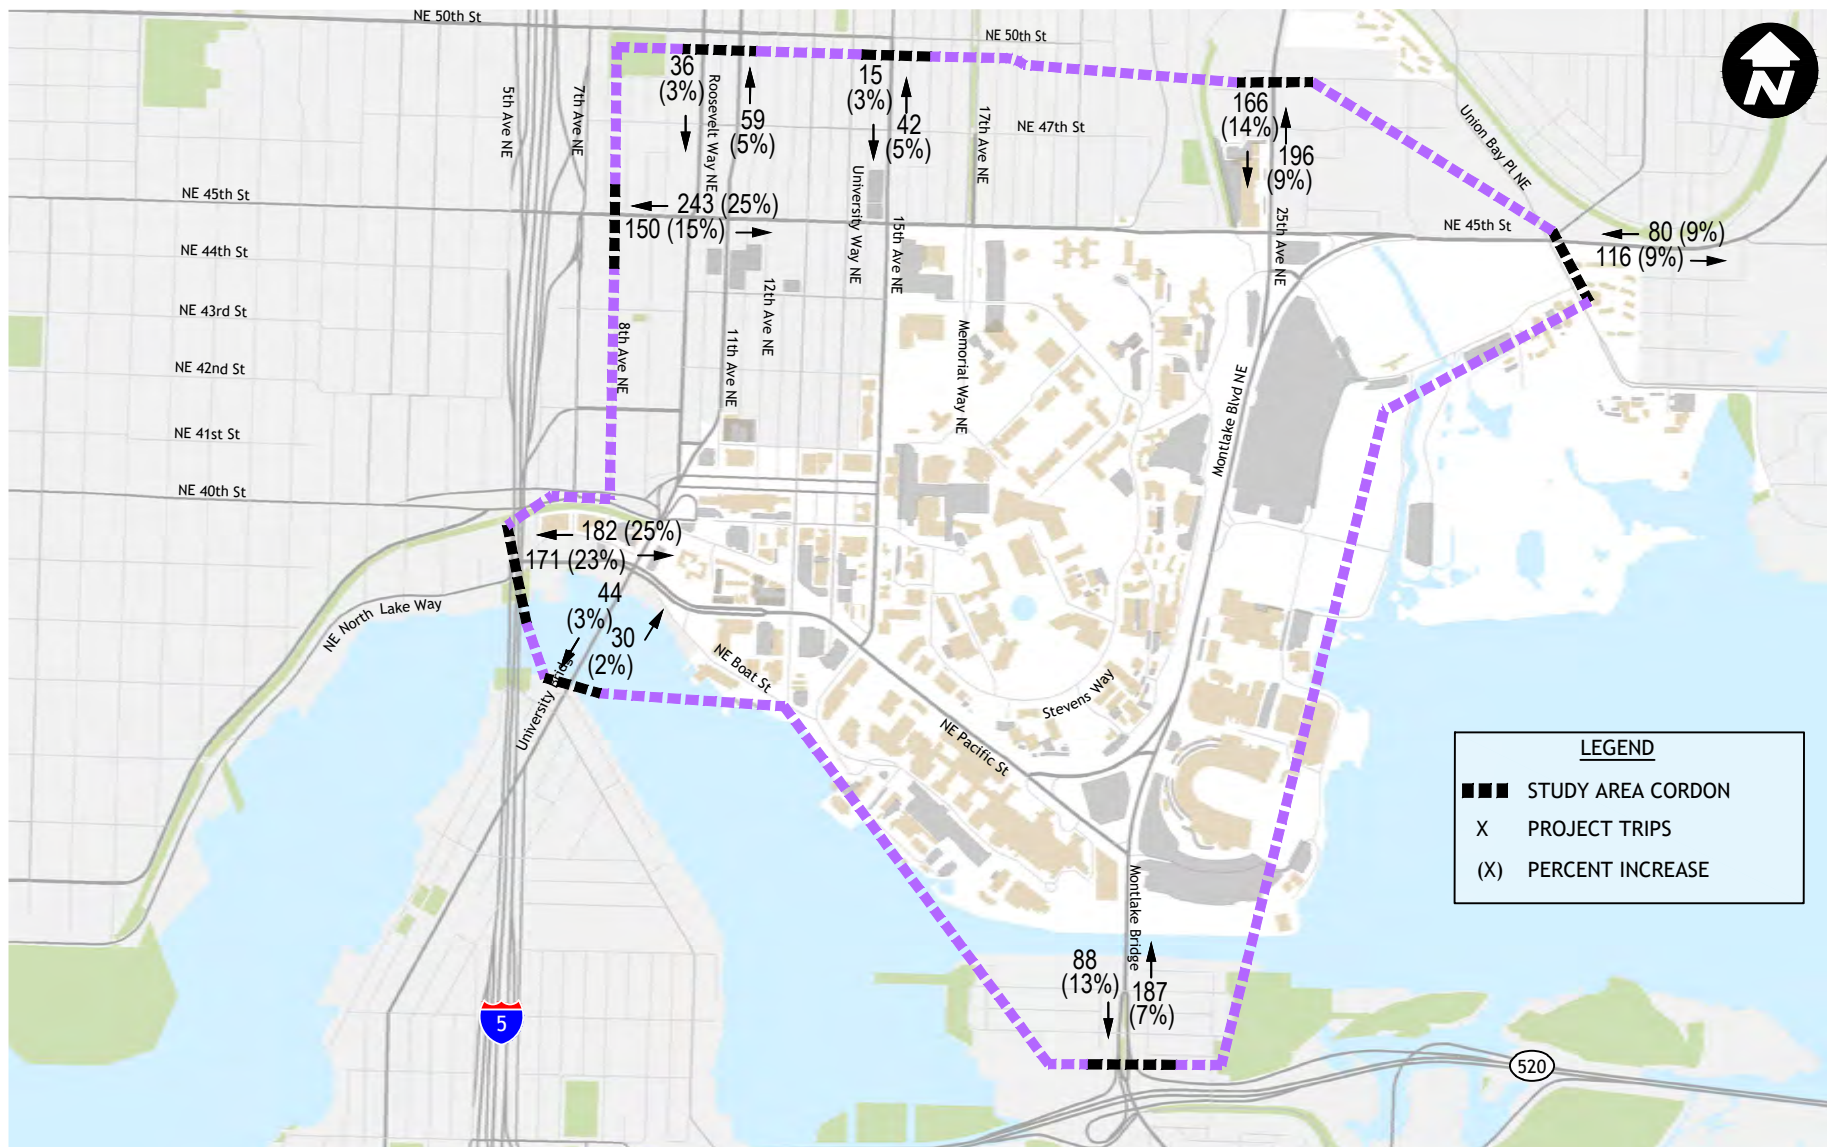 NE 50th St
NE 50th St
N
36
(3%)
Roosevelt Way NE
59
(5%)
15
(3%)
42
(5%)
166
(14%)
196
(9%)
5th Ave NE
7th Ave NE
17th Ave NE
NE 47th St
Union Bay Pl NE
NE 45th St
243 (25%)
150 (15%)
University Way NE
15th Ave NE
25th Ave NE
NE 45th St
80 (9%)
116 (9%)
NE 44th St
12th Ave NE
NE 43rd St
8th Ave NE
11th Ave NE
Memorial Way NE
NE 42nd St
Montlake Blvd NE
NE 41st St
NE 40th St
182 (25%)
171 (23%)
44
(3%)
30
(2%)
NE North Lake Way
University Bridge
NE Boat St
Stevens Way
NE Pacific St
LEGEND
STUDY AREA CORDON
X PROJECT TRIPS
(X) PERCENT INCREASE
Montlake Bridge
88
(13%)
187
(7%)
5
520